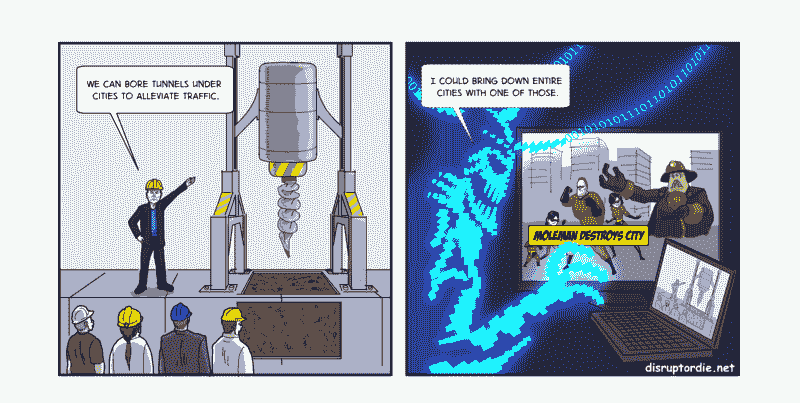 WE CAN BORE TUNNELS UNDER
CITIES TO ALLEVIATE TRAFFIC.
I COULD BRING DOWN ENTIRE
CITIES WITH ONE OF THOSE.
MOLEMAN DESTROYS CITY
disruptordie.net